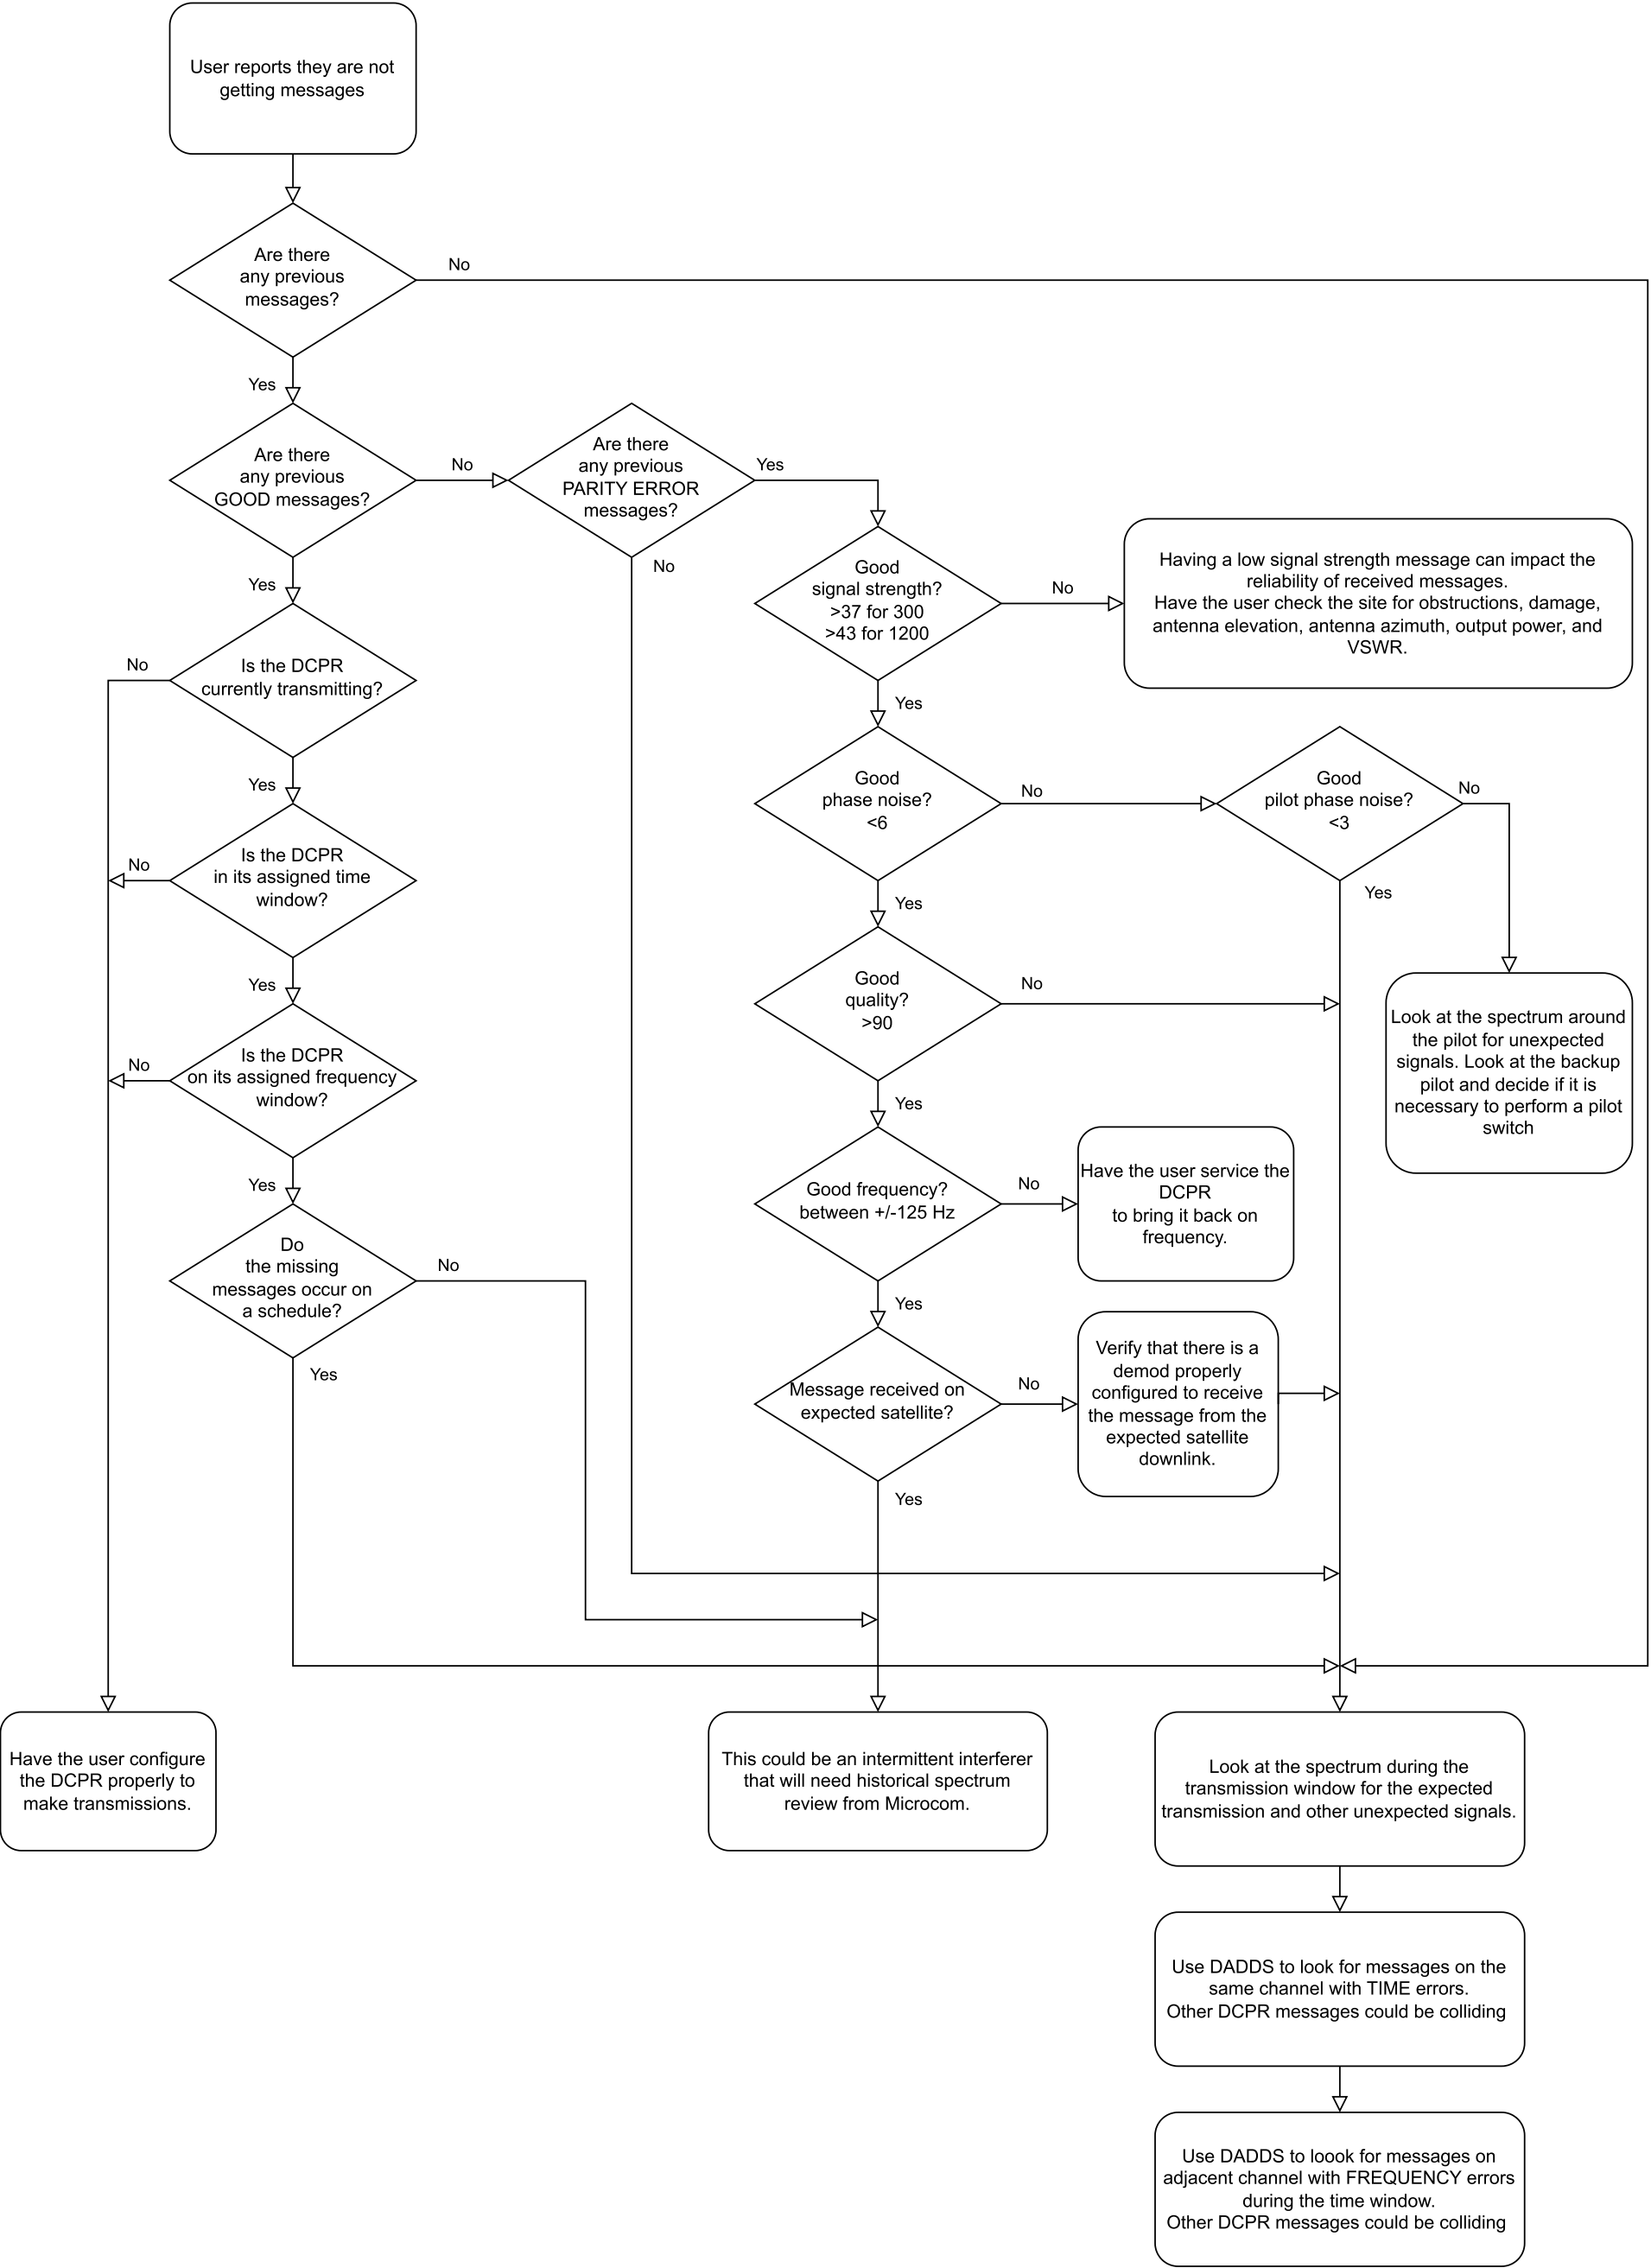 User reports they are not
getting messages
Are there
any previous
messages?
No
Yes
Are there
any previous
GOOD messages?
No
Are there
any previous
PARITY ERROR
messages?
Yes
No
Yes
Good
signal strength?
>37 for 300
>43 for 1200
No
Having a low signal strength message can impact the
reliability of received messages.
Have the user check the site for obstructions, damage,
antenna elevation, antenna azimuth, output power, and
VSWR.
Yes
No
Is the DCPR
currently transmitting?
Yes
Good
phase noise?
<6
No
Good
pilot phase noise?
<3
No
Yes
Yes
No
Is the DCPR
in its assigned time
window?
Yes
Good
quality?
>90
No
Look at the spectrum around
the pilot for unexpected
signals. Look at the backup
pilot and decide if it is
necessary to perform a pilot
switch
Yes
No
Is the DCPR
on its assigned frequency
window?
Yes
Good frequency?
between +/-125 Hz
No
Have the user service the
DCPR
to bring it back on
frequency.
Yes
Do
the missing
messages occur on
a schedule?
No
Yes
Message received on
expected satellite?
No
Verify that there is a
demod properly
configured to receive
the message from the
expected satellite
downlink.
Yes
Have the user configure
the DCPR properly to
make transmissions.
This could be an intermittent interferer
that will need historical spectrum
review from Microcom.
Look at the spectrum during the
transmission window for the expected
transmission and other unexpected signals.
Use DADDS to look for messages on the
same channel with TIME errors.
Other DCPR messages could be colliding
Use DADDS to loook for messages on
adjacent channel with FREQUENCY errors
during the time window.
Other DCPR messages could be colliding